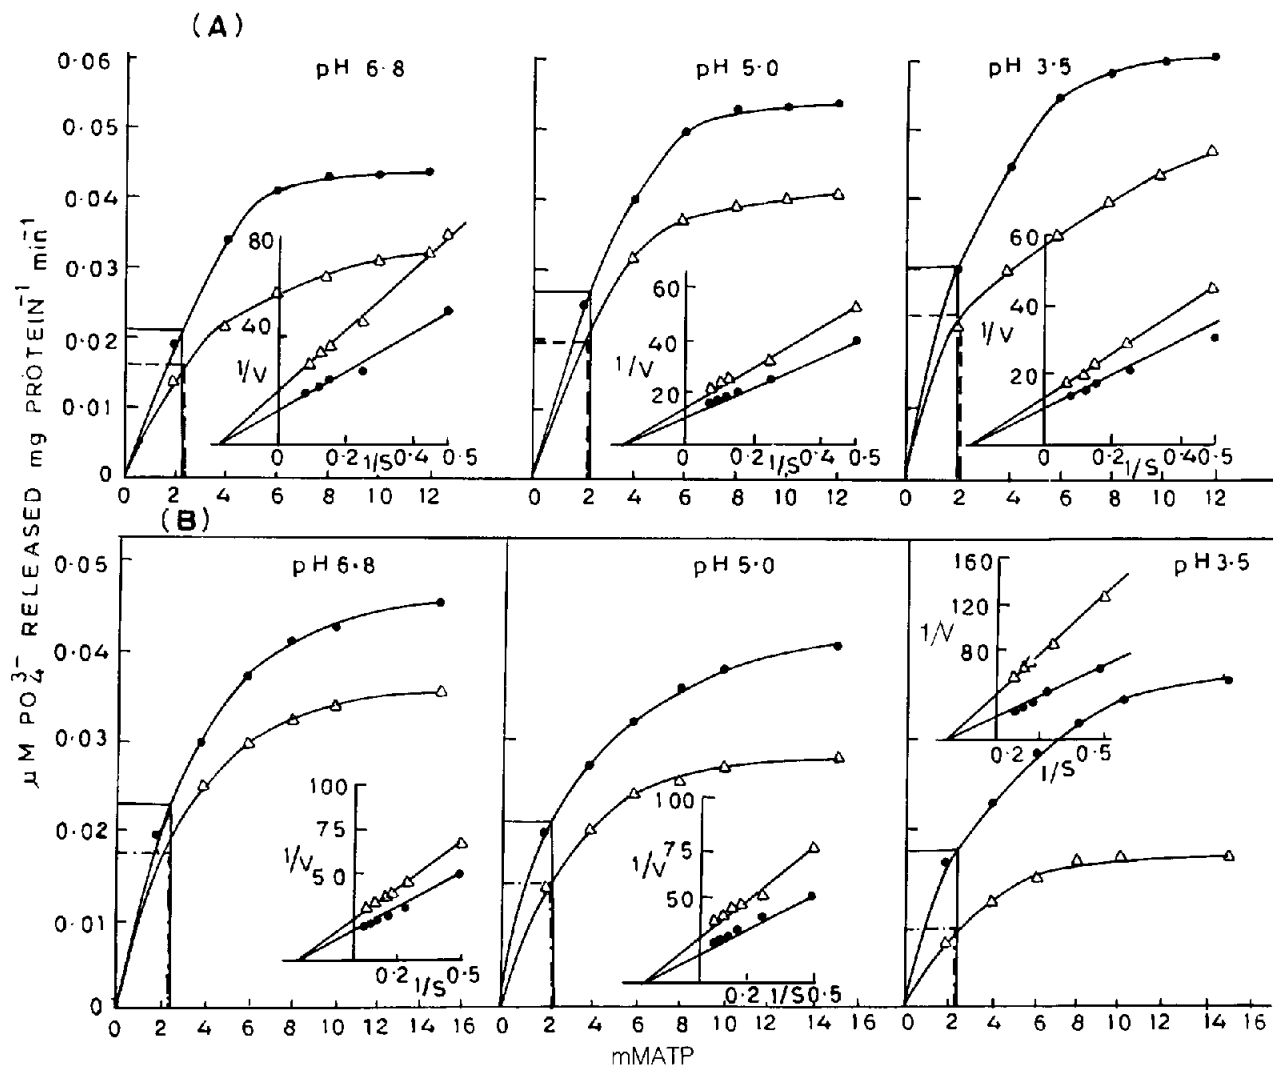 (A)
pH 6.8
pH 5.0
pH 3.5
0.06
0.05
0.04
0.03
0.02
0.01
0
80
40
1/V
0 0.2 1/S 0.4 0.5
60
40
1/V
20
0 0.2 1/S 0.4 0.5
60
40
1/V
20
0 0.2 1/S 0.4 0.5
0 2 4 6 8 10 12
0 2 4 6 8 10 12
0 2 4 6 8 10 12
μM PO₄³⁻ RELEASED mg PROTEIN⁻¹ min⁻¹
(B)
pH 6.8
pH 5.0
pH 3.5
0.05
0.04
0.03
0.02
0.01
0
100
75
1/V
50
0.2 1/S 0.5
100
75
1/V
50
0.2 1/S 0.5
160
120
1/V
80
0.2 0.5
1/S
0 2 4 6 8 10 12 14 16
0 2 4 6 8 10 12 14 16
0 2 4 6 8 10 12 14 16
mMATP